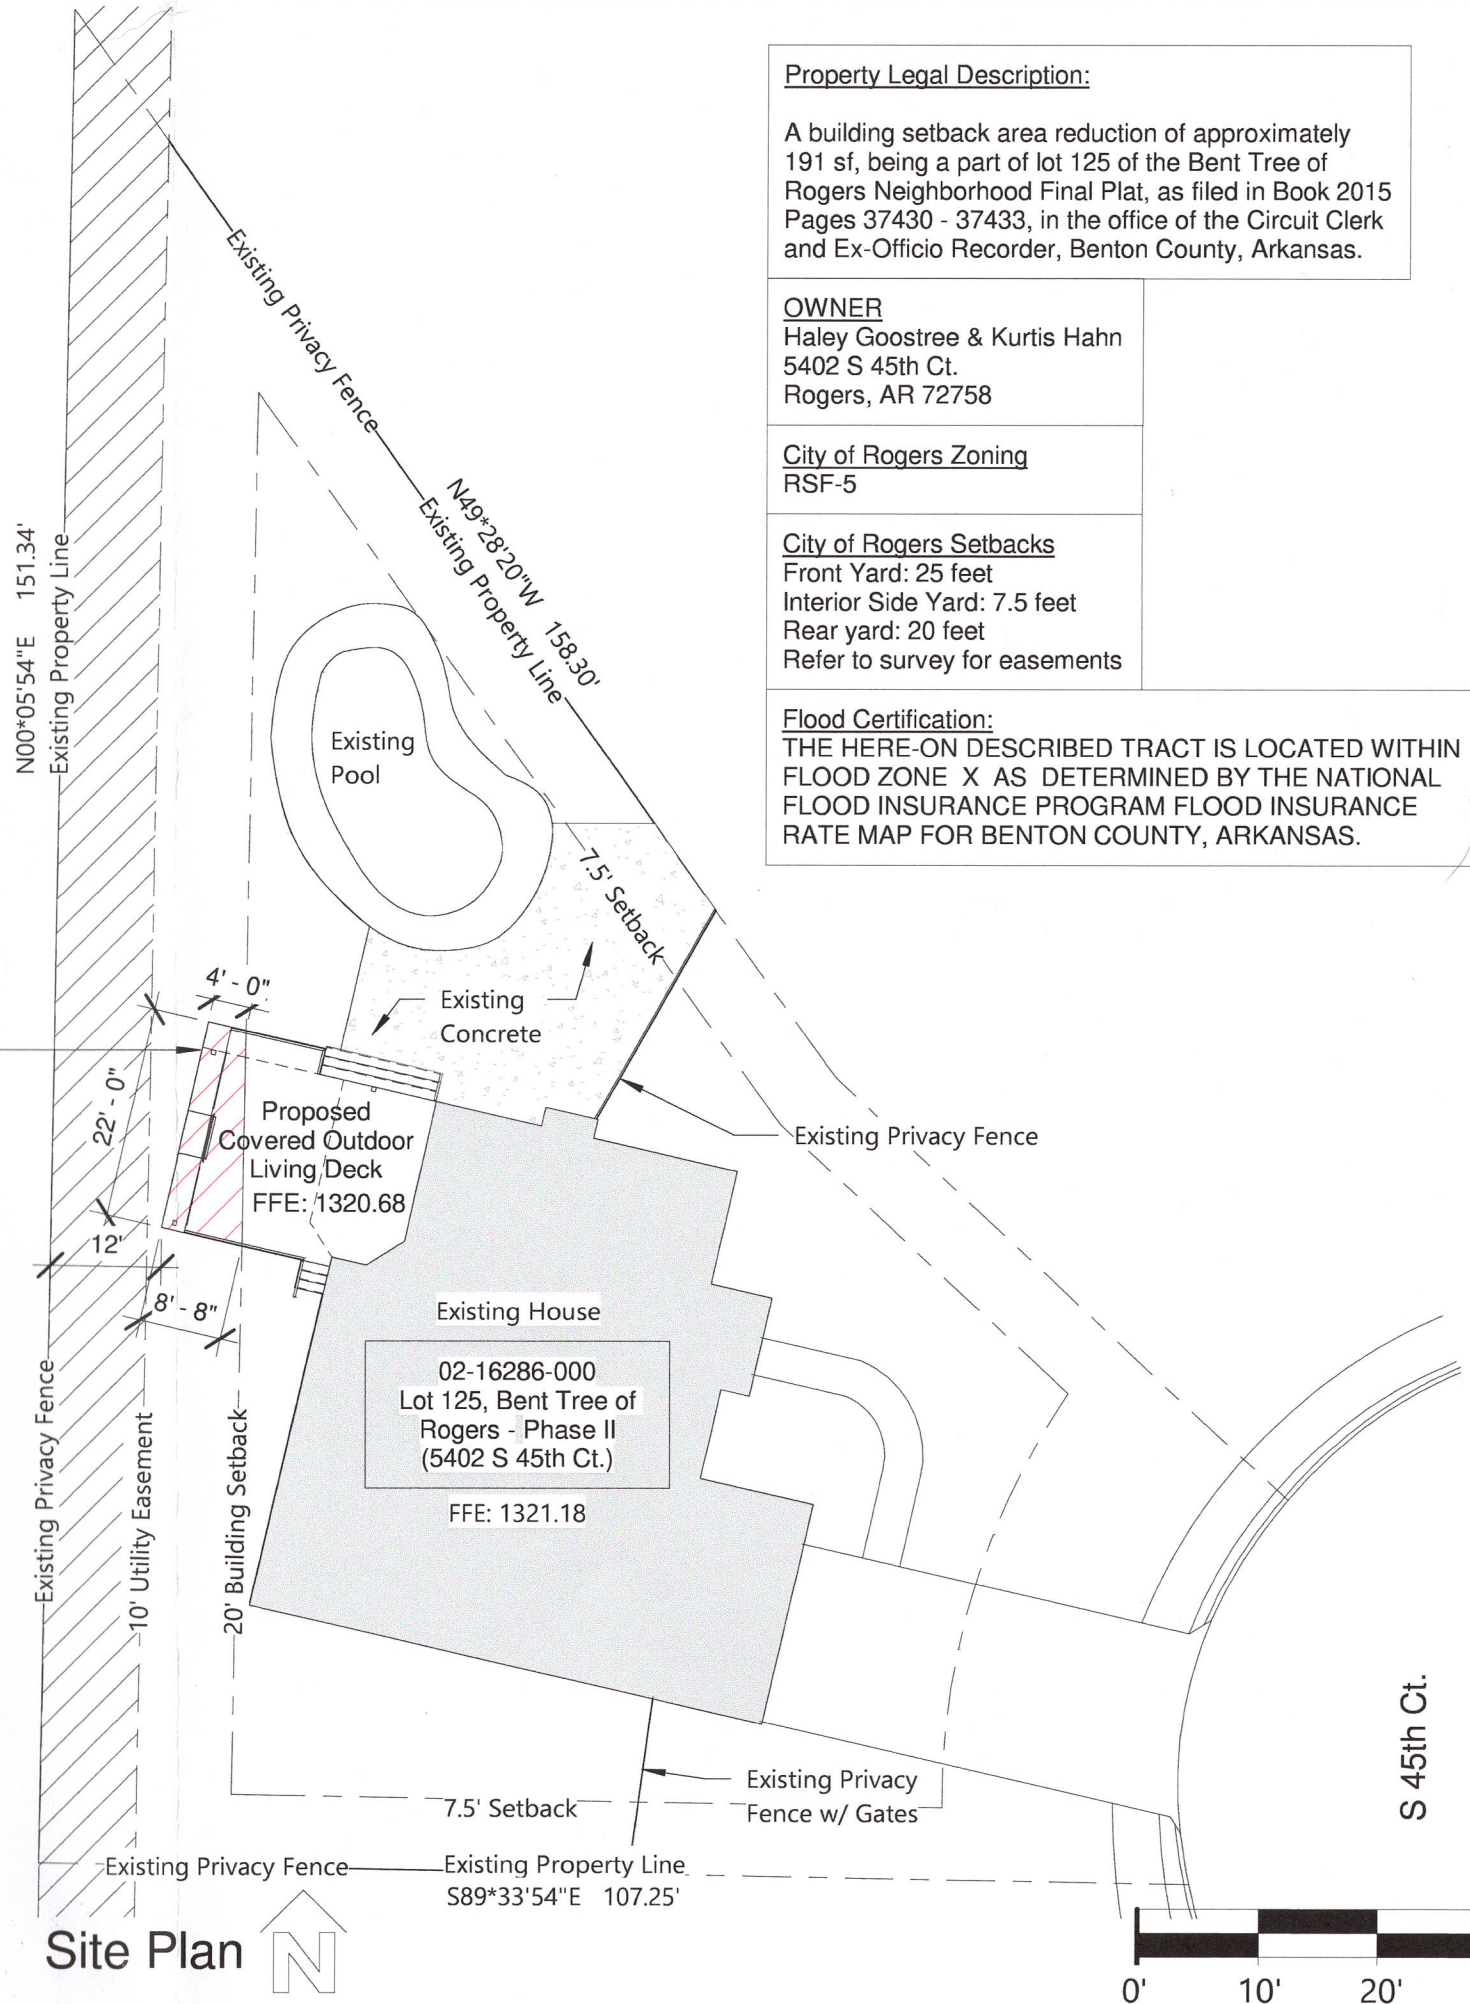 Property Legal Description:
A building setback area reduction of approximately
191 sf, being a part of lot 125 of the Bent Tree of
Rogers Neighborhood Final Plat, as filed in Book 2015
Pages 37430 - 37433, in the office of the Circuit Clerk
and Ex-Officio Recorder, Benton County, Arkansas.
OWNER
Haley Goostree & Kurtis Hahn
5402 S 45th Ct.
Rogers, AR 72758
City of Rogers Zoning
RSF-5
City of Rogers Setbacks
Front Yard: 25 feet
Interior Side Yard: 7.5 feet
Rear yard: 20 feet
Refer to survey for easements
Flood Certification:
THE HERE-ON DESCRIBED TRACT IS LOCATED WITHIN
FLOOD ZONE X AS DETERMINED BY THE NATIONAL
FLOOD INSURANCE PROGRAM FLOOD INSURANCE
RATE MAP FOR BENTON COUNTY, ARKANSAS.
Existing Privacy Fence
N49*28'20"W 158.30'
Existing Property Line
N00*05'54"E 151.34'
Existing Property Line
Existing
Pool
7.5' Setback
4' - 0"
Existing
Concrete
22' - 0"
Proposed
Covered Outdoor
Living Deck
FFE: 1320.68
Existing Privacy Fence
12'
8' - 8"
Existing House
02-16286-000
Lot 125, Bent Tree of
Rogers - Phase II
(5402 S 45th Ct.)
FFE: 1321.18
Existing Privacy Fence
10' Utility Easement
20' Building Setback
S 45th Ct.
Existing Privacy
Fence w/ Gates
7.5' Setback
Existing Privacy Fence
Existing Property Line
S89*33'54"E 107.25'
Site Plan
N
0'
10'
20'